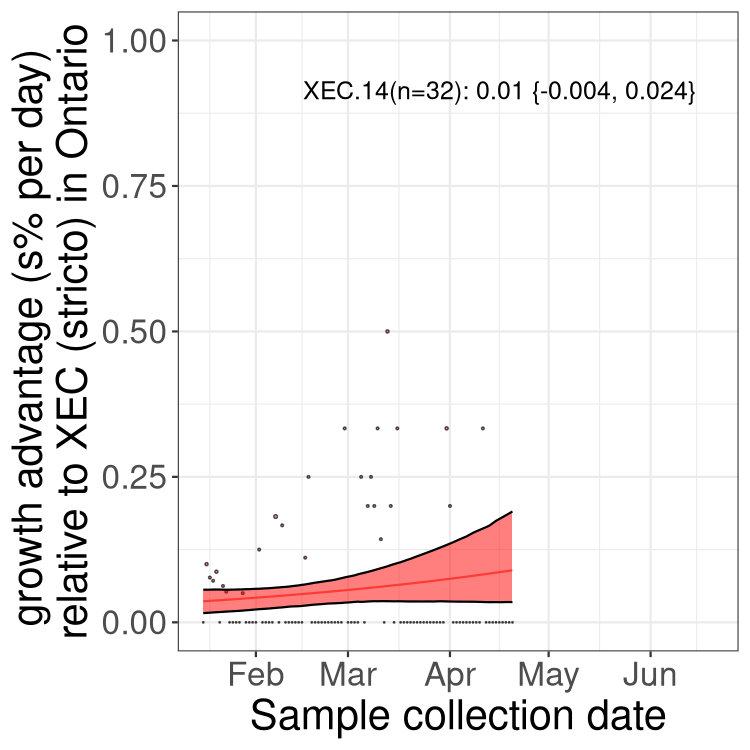 growth advantage (s% per day)
relative to XEC (stricto) in Ontario
1.00
0.75
0.50
0.25
0.00
XEC.14(n=32): 0.01 {-0.004, 0.024}
Feb Mar Apr May Jun
Sample collection date